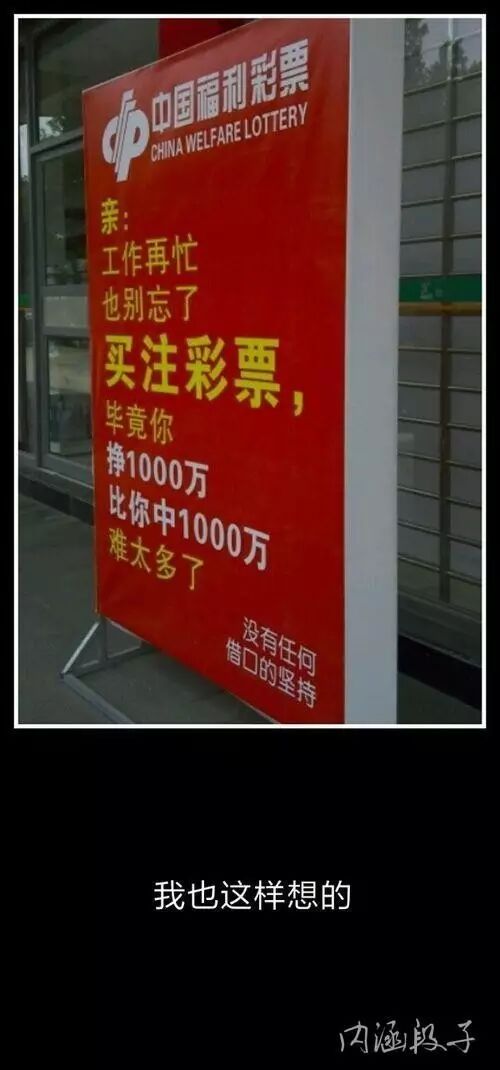 中国福利彩票
CHINA WELFARE LOTTERY
亲：
工作再忙
也别忘了
买注彩票，
毕竟你
挣1000万
比你中1000万
难太多了
没有任何
借口的坚持
我也这样想的
内涵段子